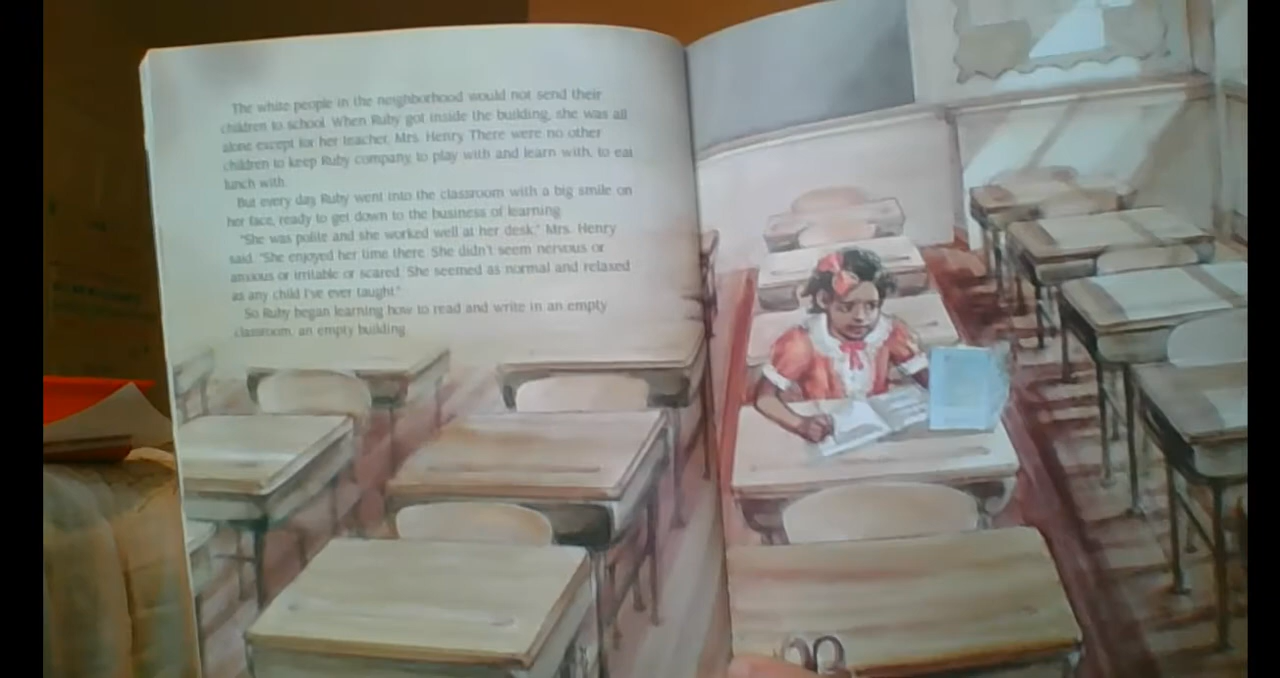 The white people in the neighborhood would not send their
children to school. When Ruby got inside the building, she was all
alone except for her teacher, Mrs. Henry. There were no other
children to keep Ruby company, to play with and learn with, to eat
lunch with.
But every day, Ruby went into the classroom with a big smile on
her face, ready to get down to the business of learning.
"She was polite and she worked well at her desk," Mrs. Henry
said. "She enjoyed her time there. She didn't seem nervous or
anxious or irritable or scared. She seemed as normal and relaxed
as any child I've ever taught."
So Ruby began learning how to read and write in an empty
classroom, an empty building.